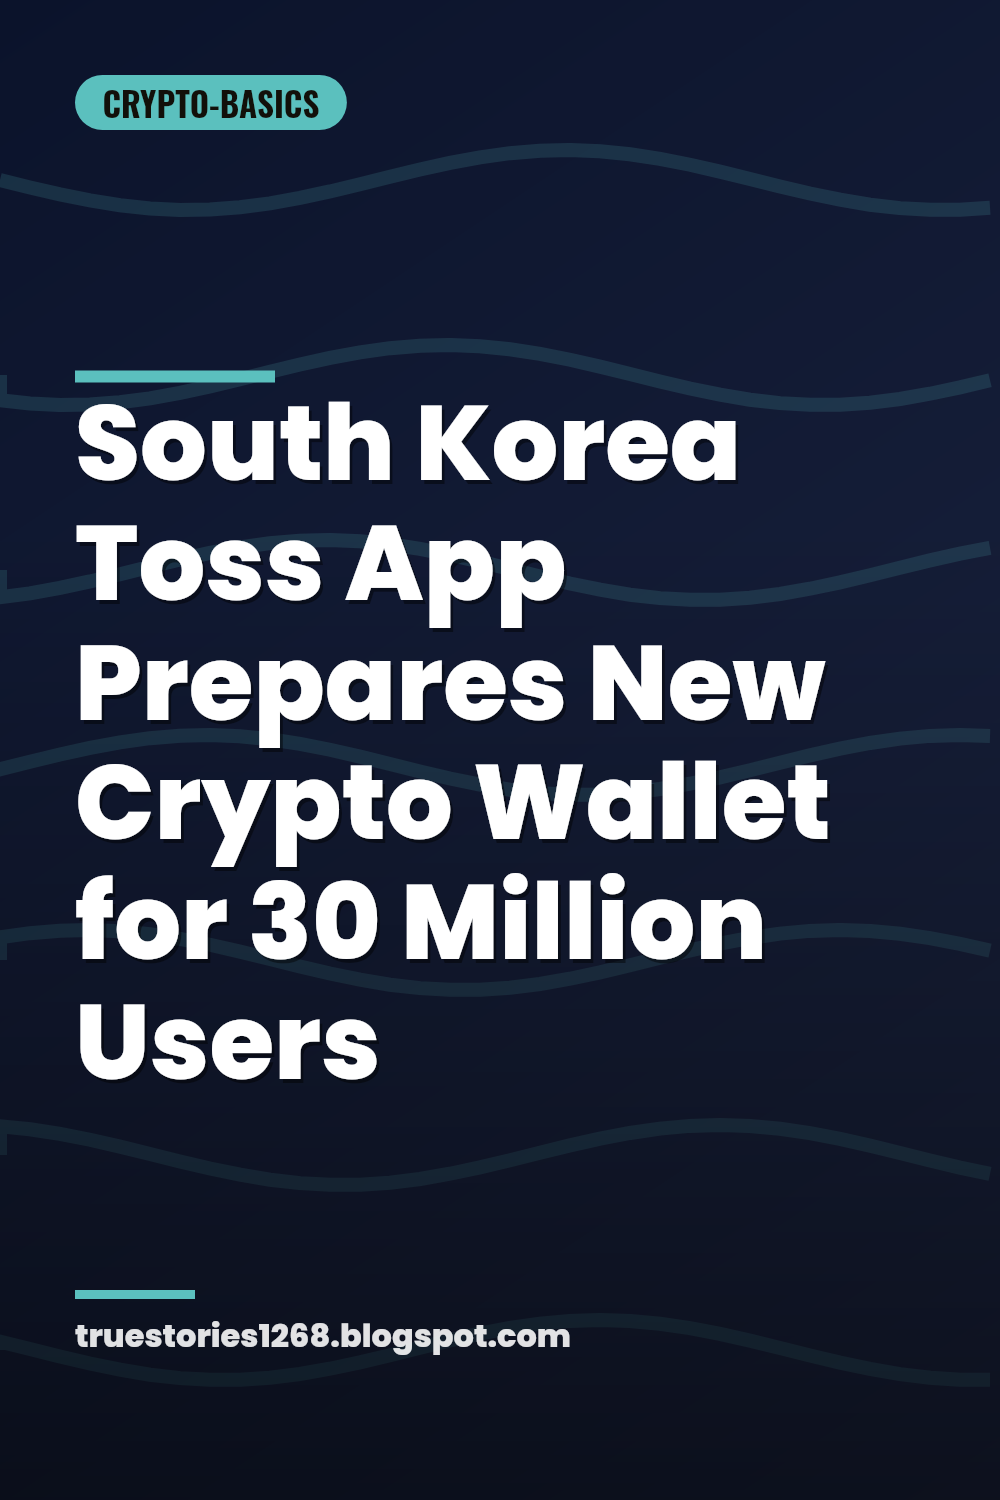 CRYPTO-BASICS
South Korea
Toss App
Prepares New
Crypto Wallet
for 30 Million
Users
truestories1268.blogspot.com